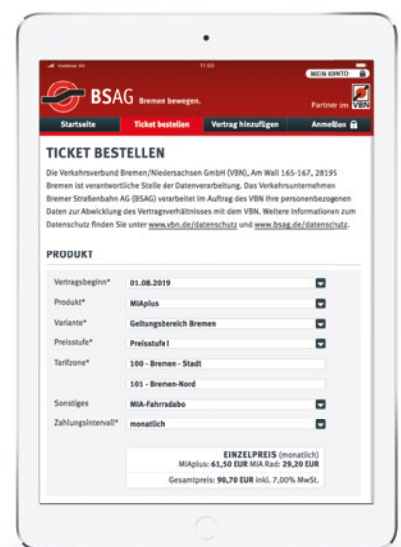 Vodafone 4G 11:50
MEIN KONTO
BSAG Bremen bewegen.
Partner im VBN
Startseite Ticket bestellen Vertrag hinzufügen Anmelden
TICKET BESTELLEN
Die Verkehrsverbund Bremen/Niedersachsen GmbH (VBN), Am Wall 165-167, 28195
Bremen ist verantwortliche Stelle der Datenverarbeitung. Das Verkehrsunternehmen
Bremer Straßenbahn AG (BSAG) verarbeitet im Auftrag des VBN Ihre personenbezogenen
Daten zur Abwicklung des Vertragsverhältnisses mit dem VBN. Weitere Informationen zum
Datenschutz finden Sie unter www.vbn.de/datenschutz und www.bsag.de/datenschutz.
PRODUKT
Vertragsbeginn* 01.08.2019
Produkt* MIAplus
Variante* Geltungsbereich Bremen
Preisstufe* Preisstufe I
Tarifzone* 100 - Bremen - Stadt
101 - Bremen-Nord
Sonstiges MIA-Fahrradabo
Zahlungsintervall* monatlich
EINZELPREIS (monatlich)
MIAplus: 61,50 EUR MIA Rad: 29,20 EUR
Gesamtpreis: 90,70 EUR inkl. 7,00% MwSt.